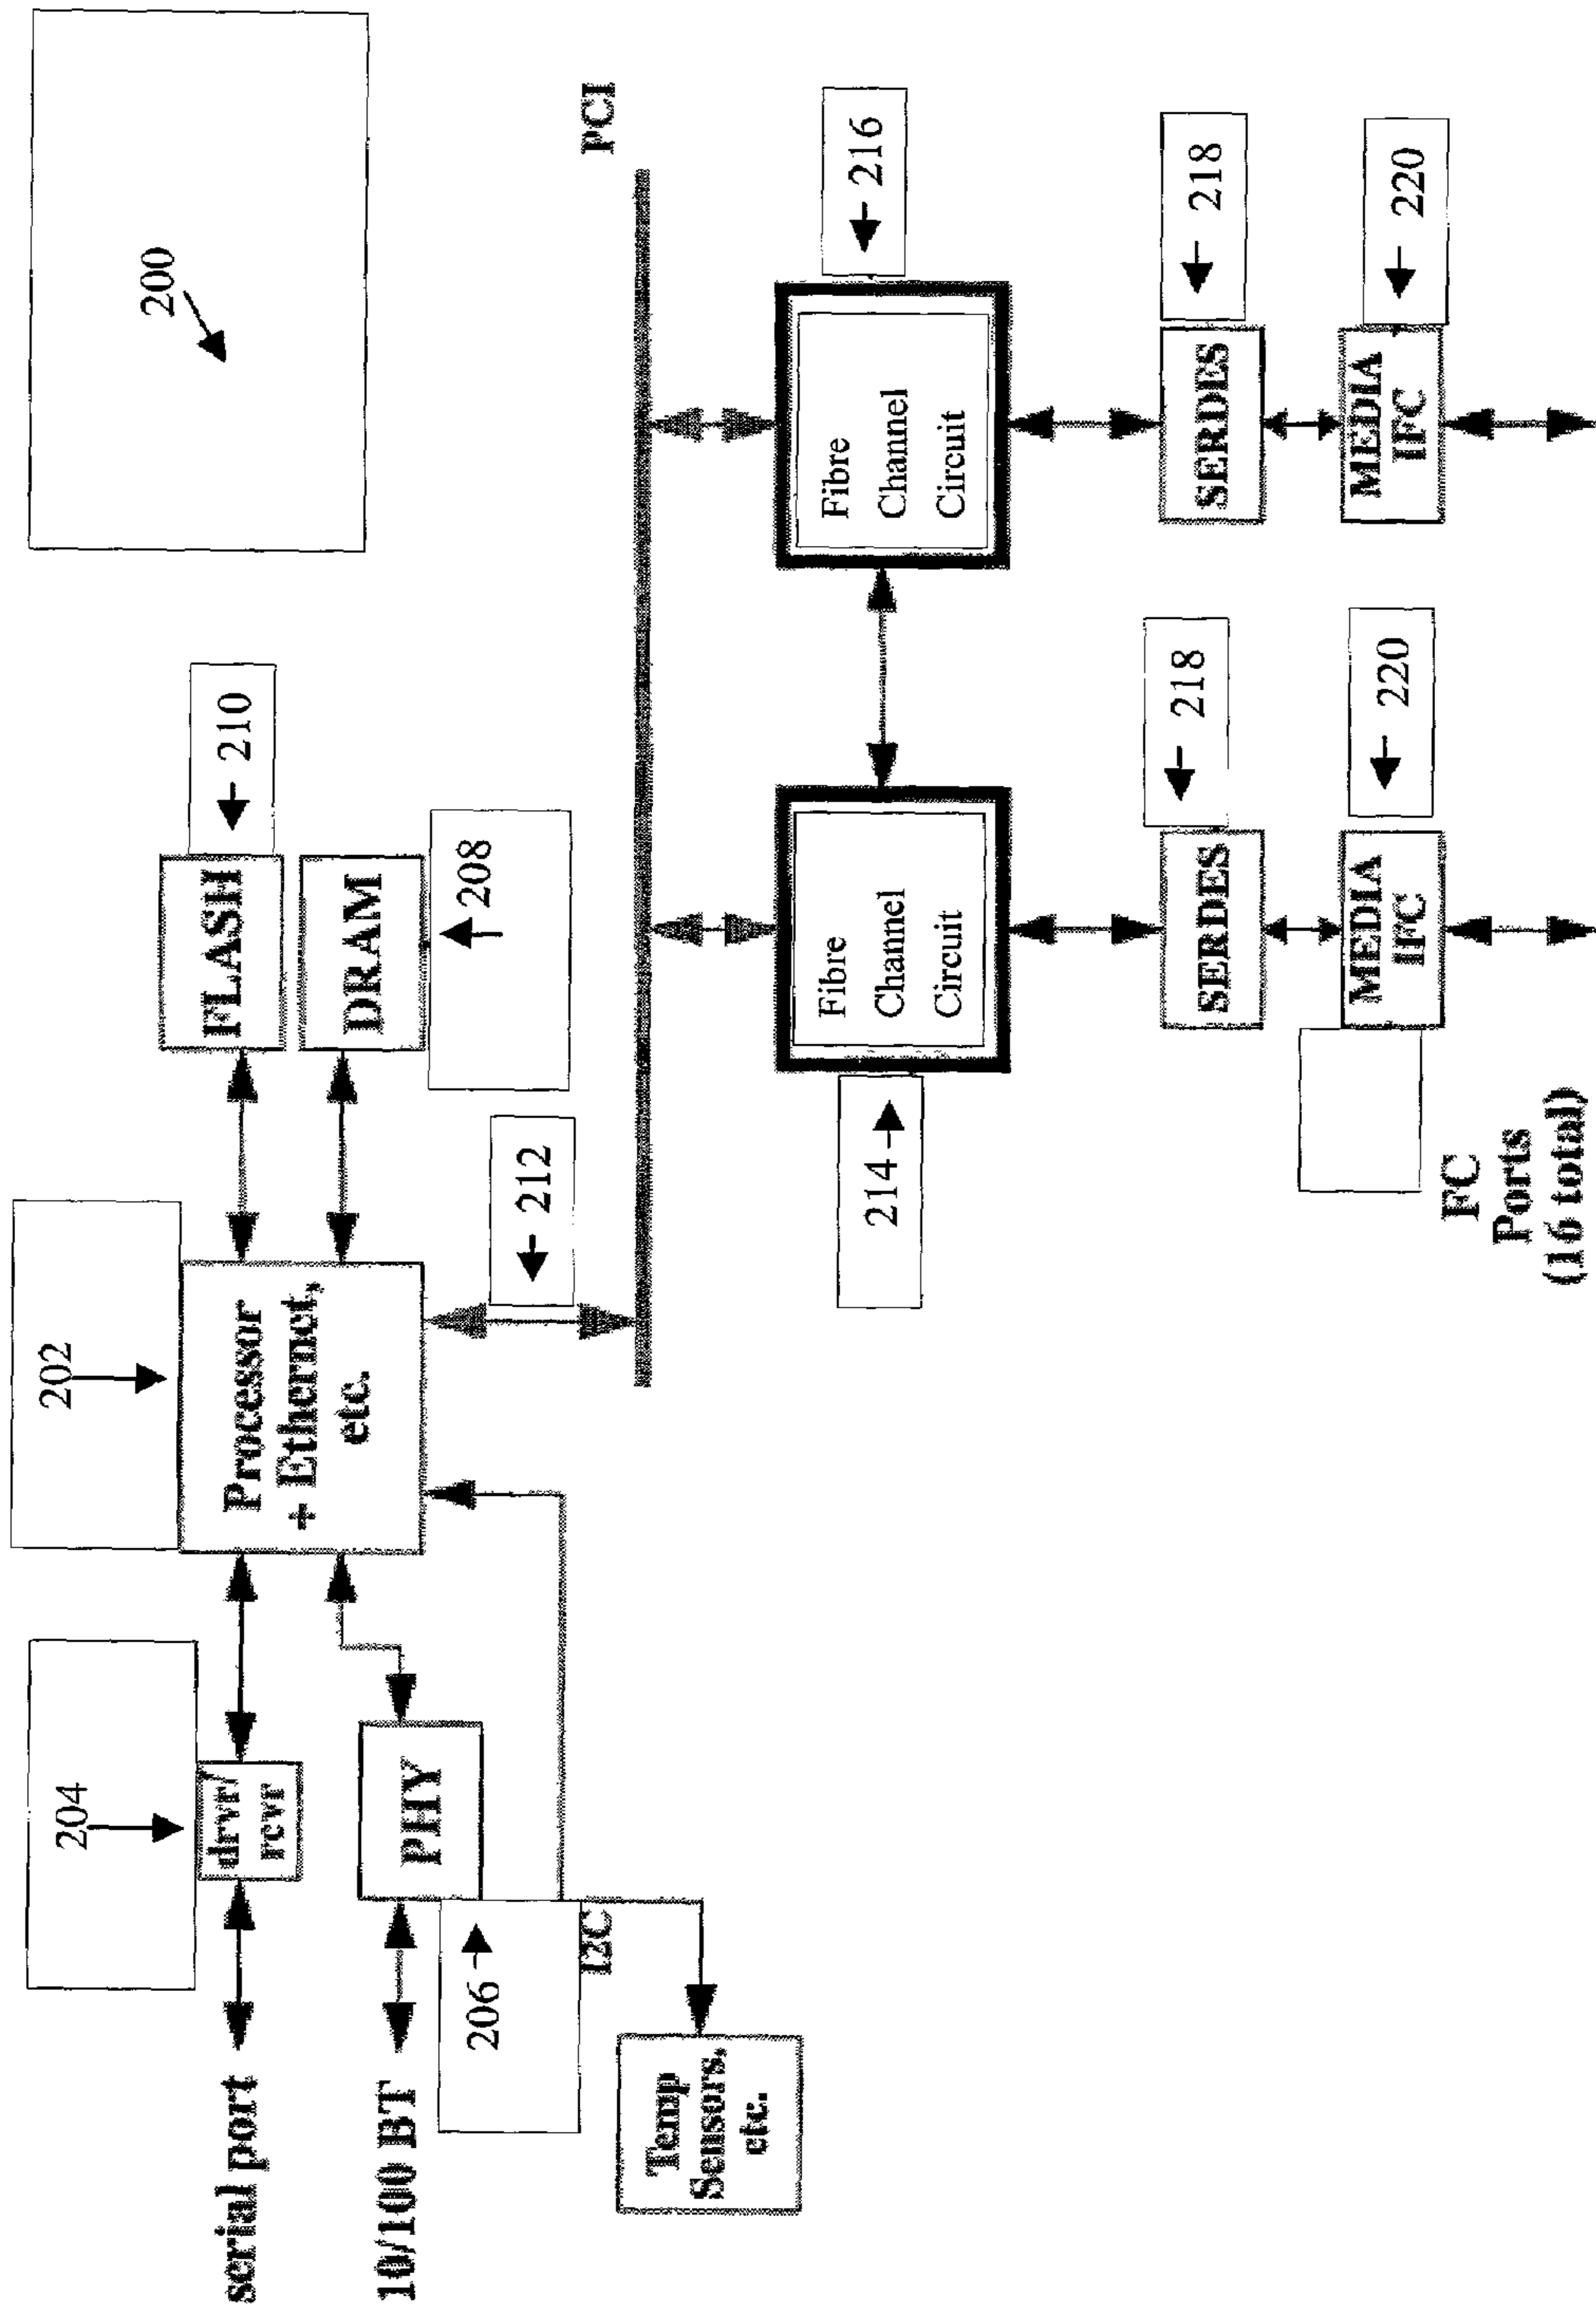 200
202
204
210
FLASH
Processor
+ Ethernet,
etc.
drvr/
rcvr
serial port
DRAM
208
PHY
10/100 BT
206
212
I2C
Temp
Sensors,
etc.
PCI
214
Fibre
Channel
Circuit
Fibre
Channel
Circuit
216
SERDES
218
SERDES
218
MEDIA
IFC
220
MEDIA
IFC
220
FC
Ports
(16 total)